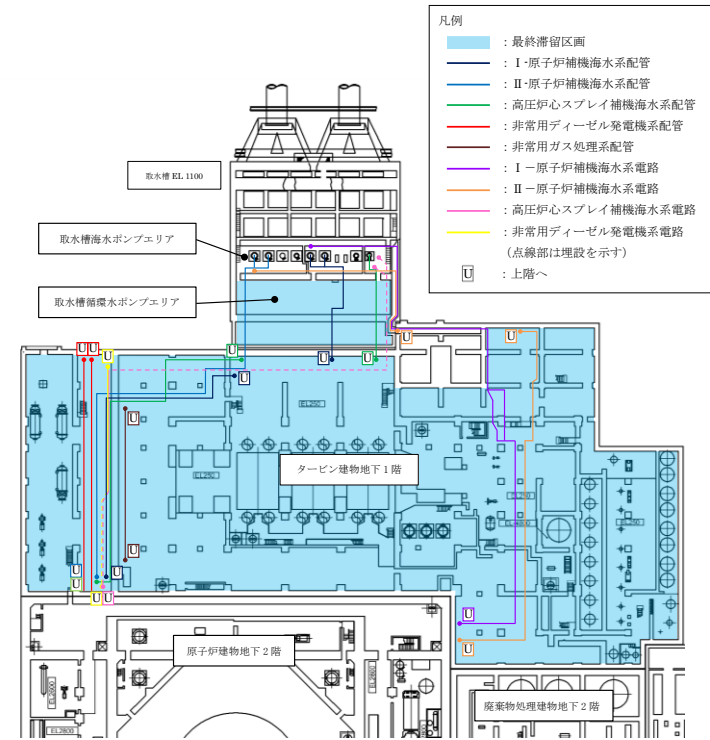 凡例
：最終滞留区画
：Ⅰ-原子炉補機海水系配管
：Ⅱ-原子炉補機海水系配管
：高圧炉心スプレイ補機海水系配管
：非常用ディーゼル発電機系配管
：非常用ガス処理系配管
：Ⅰ－原子炉補機海水系電路
：Ⅱ－原子炉補機海水系電路
：高圧炉心スプレイ補機海水系電路
：非常用ディーゼル発電機系電路
（点線部は埋設を示す）
U ：上階へ
取水槽 EL 1100
取水槽海水ポンプエリア
取水槽循環水ポンプエリア
U U U
U
U
U
U
U
U
U
EL250
U
タービン建物地下１階
EL250
EL250
EL250
U
U
U
U
U U
U
U
原子炉建物地下２階
廃棄物処理建物地下２階
EL2600
EL2800
EL2600